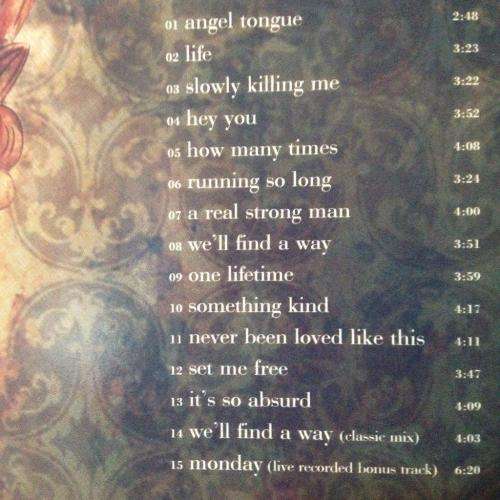 01 angel tongue 2:48
02 life 3:23
03 slowly killing me 3:22
04 hey you 3:52
05 how many times 4:08
06 running so long 3:24
07 a real strong man 4:00
08 we'll find a way 3:51
09 one lifetime 3:59
10 something kind 4:17
11 never been loved like this 4:11
12 set me free 3:47
13 it's so absurd 4:09
14 we'll find a way (classic mix) 4:03
15 monday (live recorded bonus track) 6:20